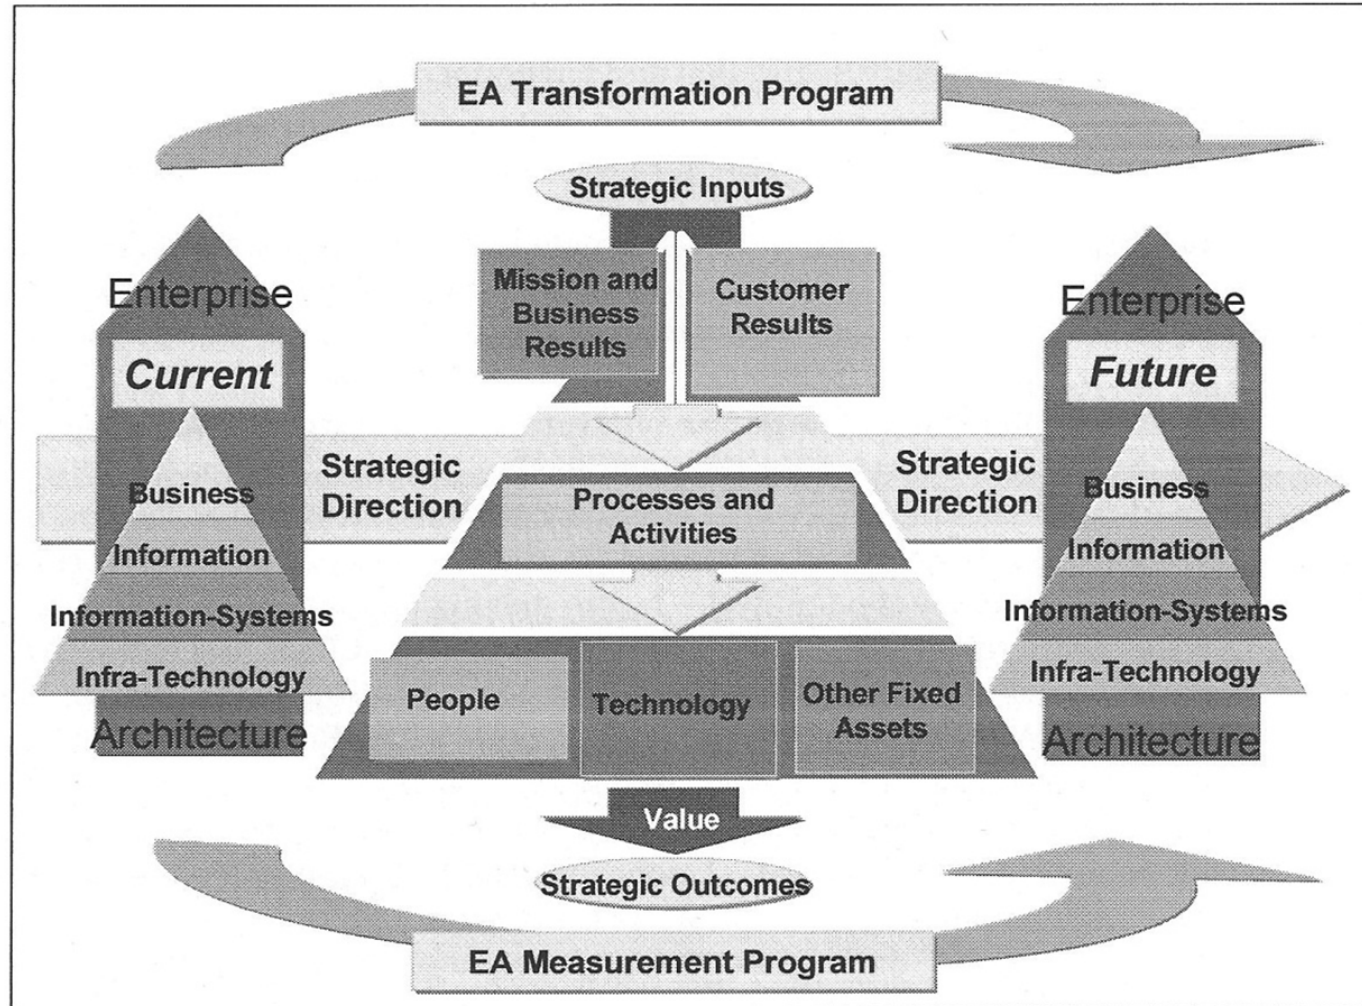 EA Transformation Program
Strategic Inputs
Enterprise
Current
Business
Information
Information-Systems
Infra-Technology
Architecture
Strategic
Direction
Mission and
Business
Results
Customer
Results
Processes and
Activities
People
Technology
Other Fixed
Assets
Value
Strategic Outcomes
Strategic
Direction
Enterprise
Future
Business
Information
Information-Systems
Infra-Technology
Architecture
EA Measurement Program